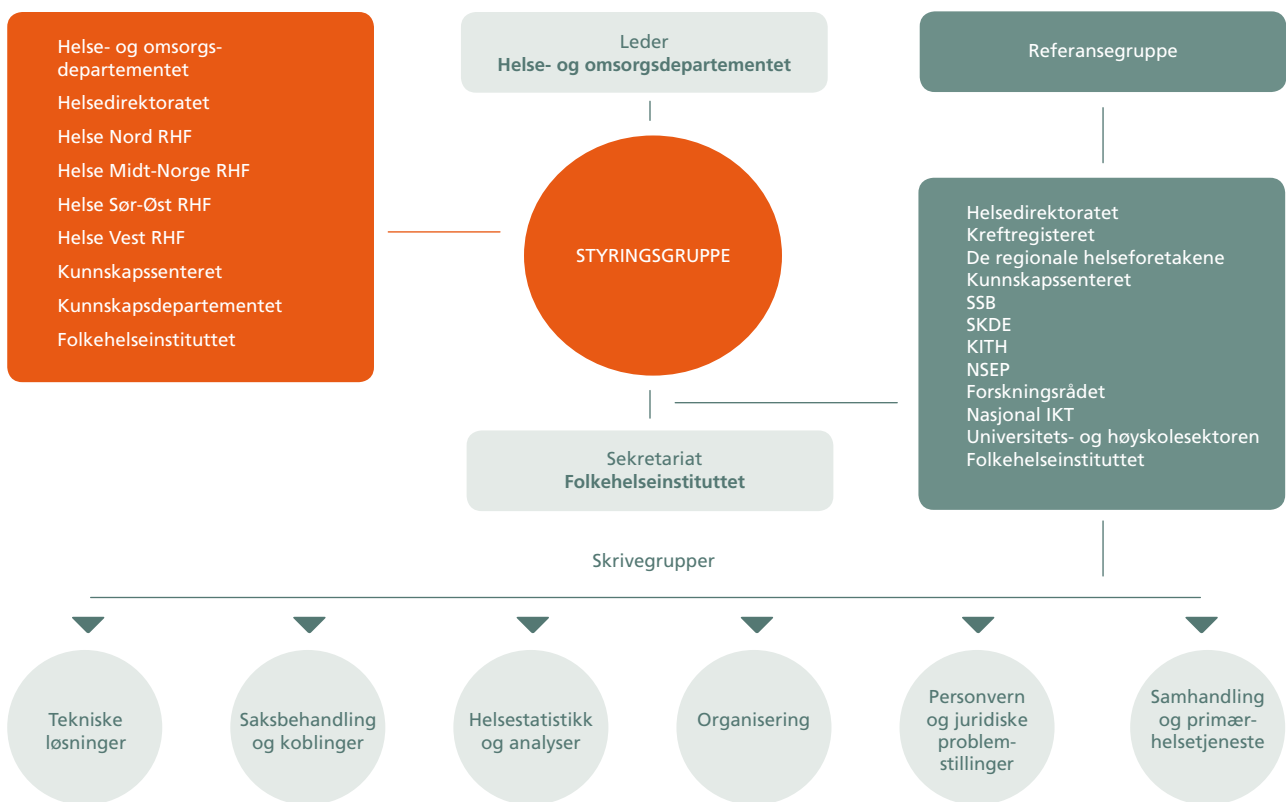 Helse- og omsorgs-
departementet
Helsedirektoratet
Helse Nord RHF
Helse Midt-Norge RHF
Helse Sør-Øst RHF
Helse Vest RHF
Kunnskapssenteret
Kunnskapsdepartementet
Folkehelseinstituttet
Leder
Helse- og omsorgsdepartementet
STYRINGSGRUPPE
Sekretariat
Folkehelseinstituttet
Referansegruppe
Helsedirektoratet
Kreftregisteret
De regionale helseforetakene
Kunnskapssenteret
SSB
SKDE
KITH
NSEP
Forskningsrådet
Nasjonal IKT
Universitets- og høyskolesektoren
Folkehelseinstituttet
Skrivegrupper
Tekniske
løsninger
Saksbehandling
og koblinger
Helsestatistikk
og analyser
Organisering
Personvern
og juridiske
problem-
stillinger
Samhandling
og primær-
helsetjeneste